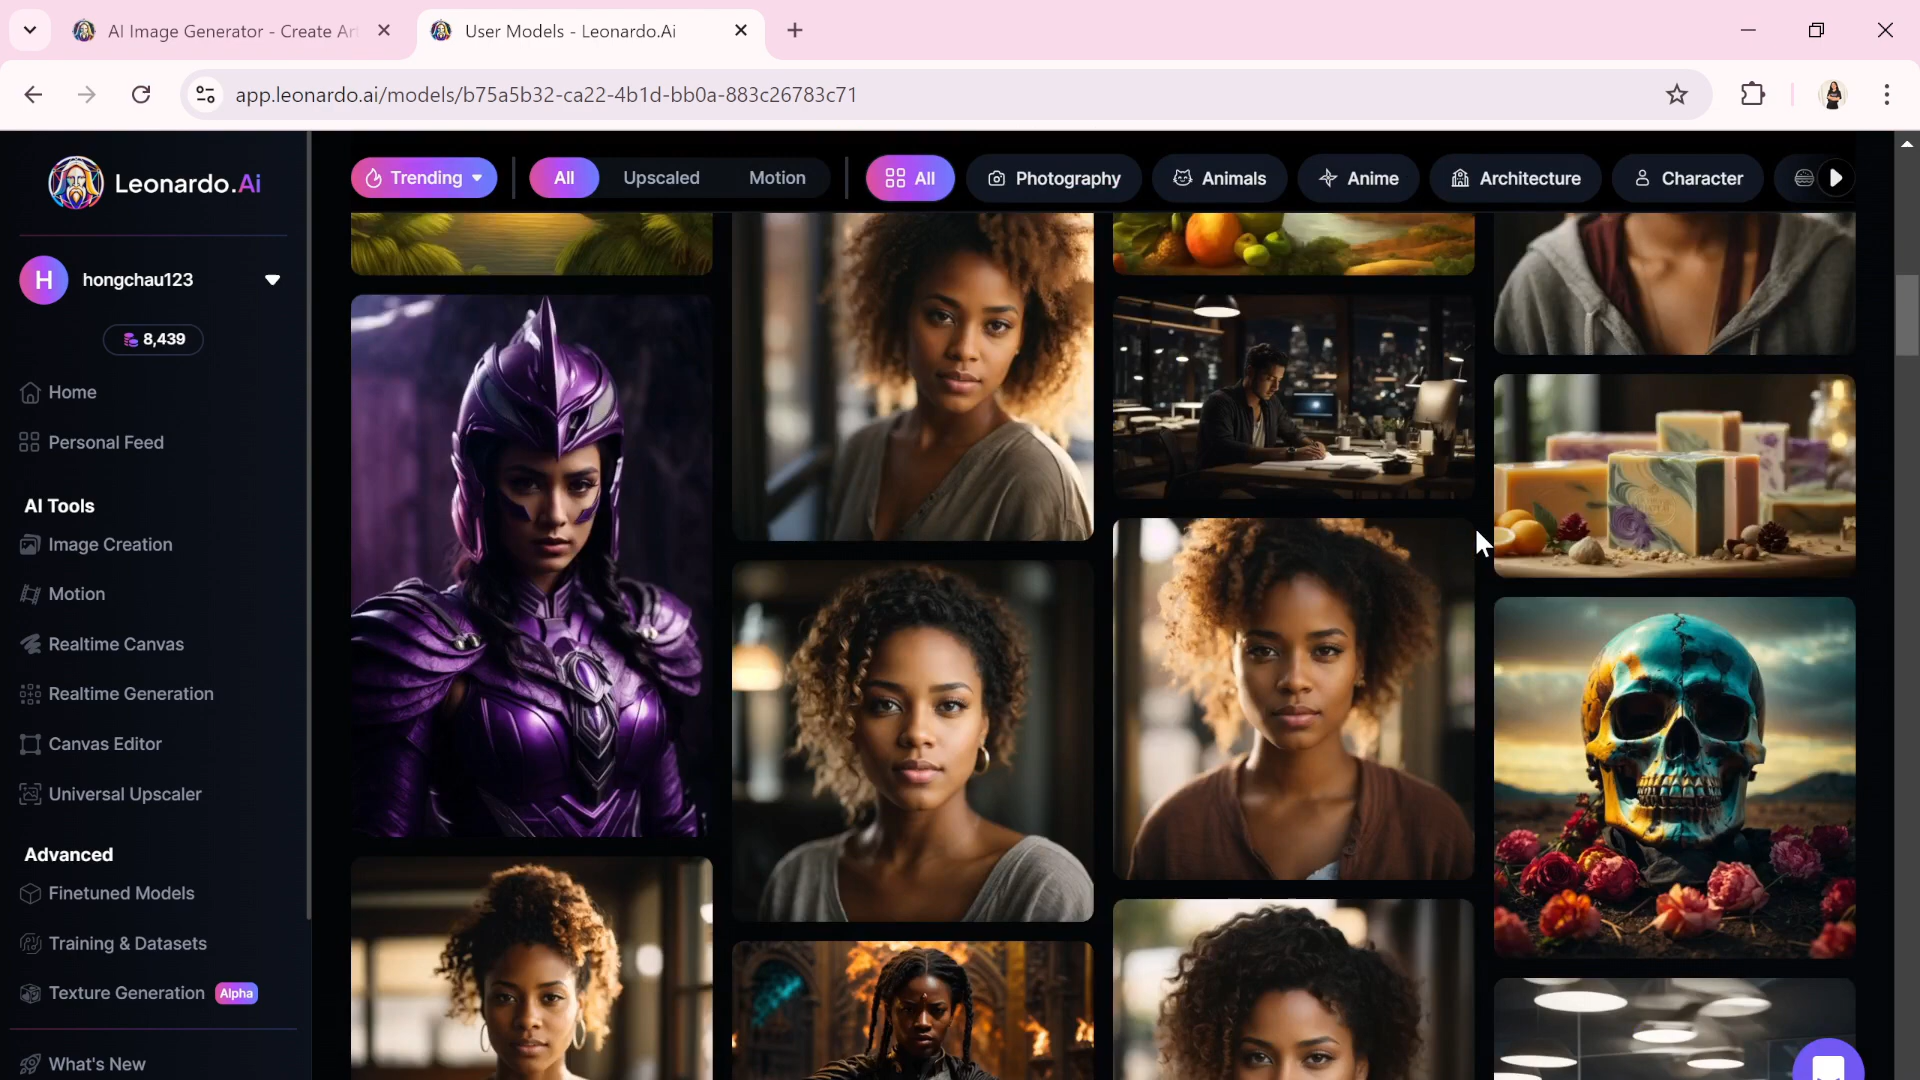 AI Image Generator - Create Ar
User Models - Leonardo.Ai
app.leonardo.ai/models/b75a5b32-ca22-4b1d-bb0a-883c26783c71
Leonardo.Ai
Trending
All
Upscaled
Motion
All
Photography
Animals
Anime
Architecture
Character
H
hongchau123
8,439
Home
Personal Feed
AI Tools
Image Creation
Motion
Realtime Canvas
Realtime Generation
Canvas Editor
Universal Upscaler
Advanced
Finetuned Models
Training & Datasets
Texture Generation Alpha
What's New